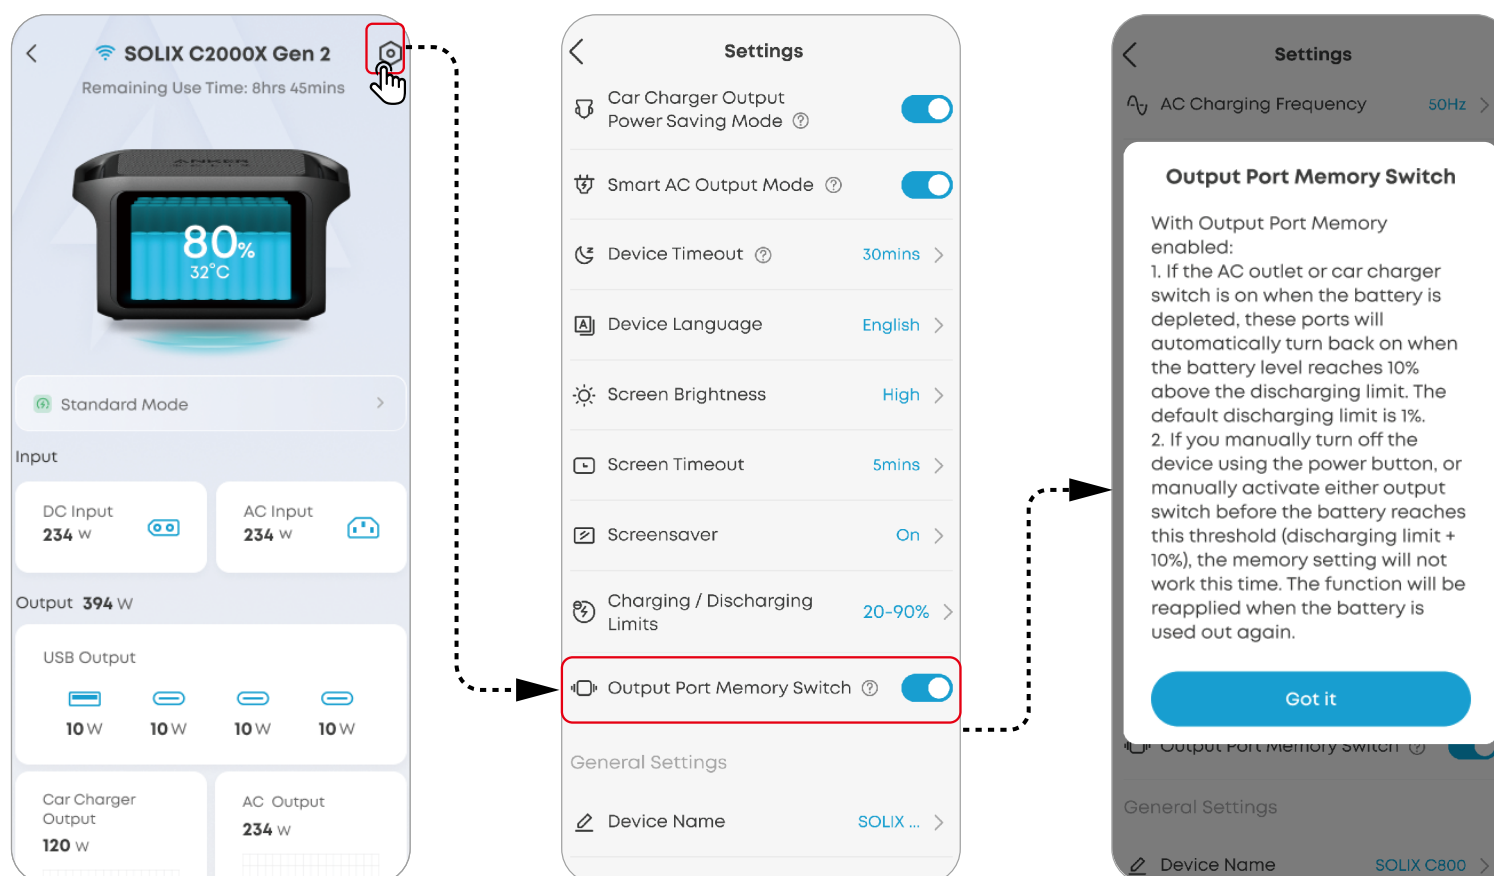 SOLIX C2000X Gen 2
Remaining Use Time: 8hrs 45mins
ANKER
SOLIX
80%
32°C
Standard Mode
Input
DC Input
234 W
AC Input
234 W
Output 394 W
USB Output
10 W
10 W
10 W
10 W
Car Charger
Output
120 W
AC Output
234 W
Settings
Car Charger Output
Power Saving Mode ?
Smart AC Output Mode ?
Device Timeout ? 30mins
Device Language English
Screen Brightness High
Screen Timeout 5mins
Screensaver On
Charging / Discharging
Limits 20-90%
Output Port Memory Switch ?
General Settings
Device Name SOLIX ...
Settings
AC Charging Frequency 50Hz
Output Port Memory Switch
With Output Port Memory
enabled:
1. If the AC outlet or car charger
switch is on when the battery is
depleted, these ports will
automatically turn back on when
the battery level reaches 10%
above the discharging limit. The
default discharging limit is 1%.
2. If you manually turn off the
device using the power button, or
manually activate either output
switch before the battery reaches
this threshold (discharging limit +
10%), the memory setting will not
work this time. The function will be
reapplied when the battery is
used out again.
Got it
Output Port Memory Switch ?
General Settings
Device Name SOLIX C800